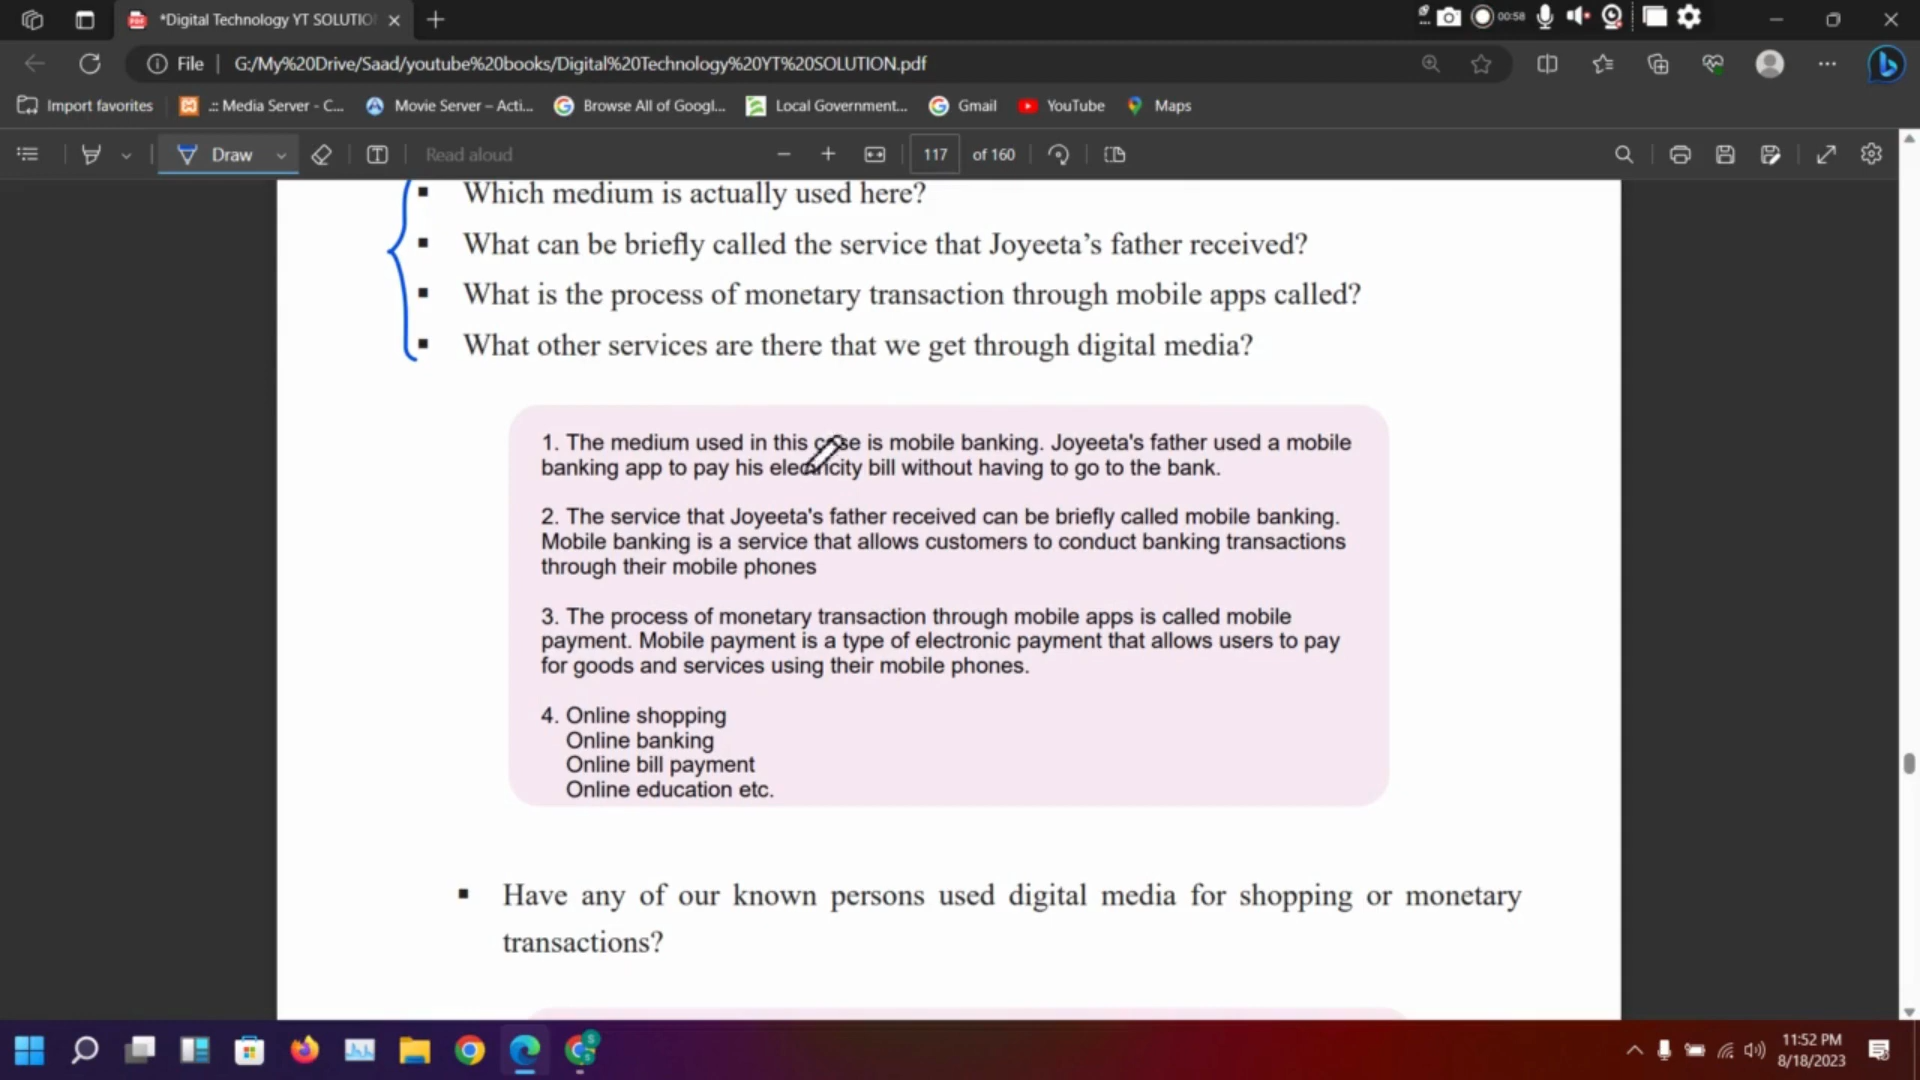 *Digital Technology YT SOLUTIO
00:58
File
G:/My%20Drive/Saad/youtube%20books/Digital%20Technology%20YT%20SOLUTION.pdf
Import favorites
.:: Media Server - C...
Movie Server – Acti...
Browse All of Googl...
Local Government...
Gmail
YouTube
Maps
Draw
Read aloud
117 of 160
▪ Which medium is actually used here?
▪ What can be briefly called the service that Joyeeta’s father received?
▪ What is the process of monetary transaction through mobile apps called?
▪ What other services are there that we get through digital media?
1. The medium used in this case is mobile banking. Joyeeta's father used a mobile
banking app to pay his electricity bill without having to go to the bank.
2. The service that Joyeeta's father received can be briefly called mobile banking.
Mobile banking is a service that allows customers to conduct banking transactions
through their mobile phones
3. The process of monetary transaction through mobile apps is called mobile
payment. Mobile payment is a type of electronic payment that allows users to pay
for goods and services using their mobile phones.
4. Online shopping
Online banking
Online bill payment
Online education etc.
▪ Have any of our known persons used digital media for shopping or monetary
transactions?
11:52 PM
8/18/2023